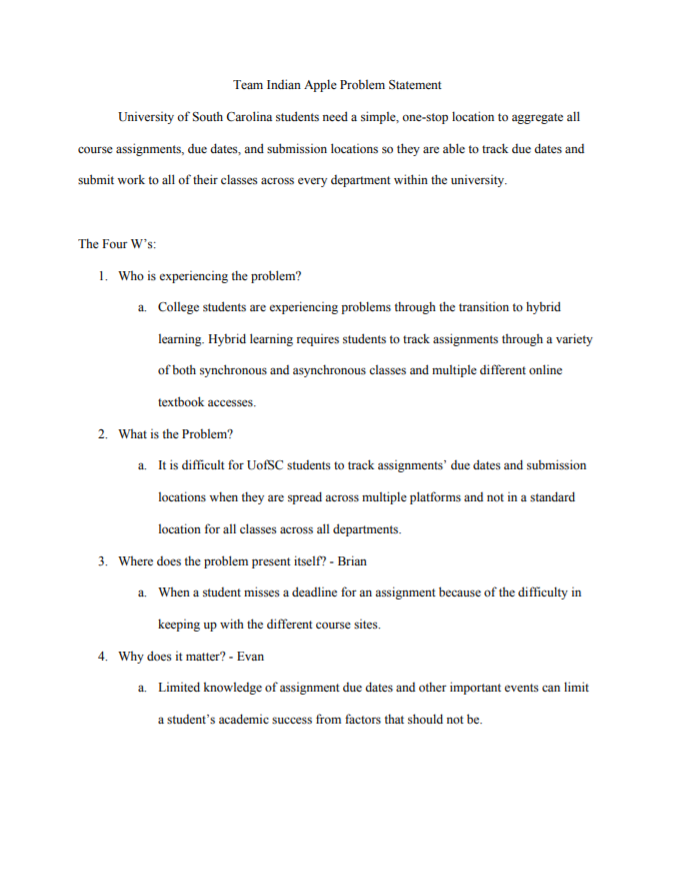 Team Indian Apple Problem Statement
University of South Carolina students need a simple, one-stop location to aggregate all
course assignments, due dates, and submission locations so they are able to track due dates and
submit work to all of their classes across every department within the university.
The Four W’s:
1. Who is experiencing the problem?
a. College students are experiencing problems through the transition to hybrid
learning. Hybrid learning requires students to track assignments through a variety
of both synchronous and asynchronous classes and multiple different online
textbook accesses.
2. What is the Problem?
a. It is difficult for UofSC students to track assignments’ due dates and submission
locations when they are spread across multiple platforms and not in a standard
location for all classes across all departments.
3. Where does the problem present itself? - Brian
a. When a student misses a deadline for an assignment because of the difficulty in
keeping up with the different course sites.
4. Why does it matter? - Evan
a. Limited knowledge of assignment due dates and other important events can limit
a student’s academic success from factors that should not be.